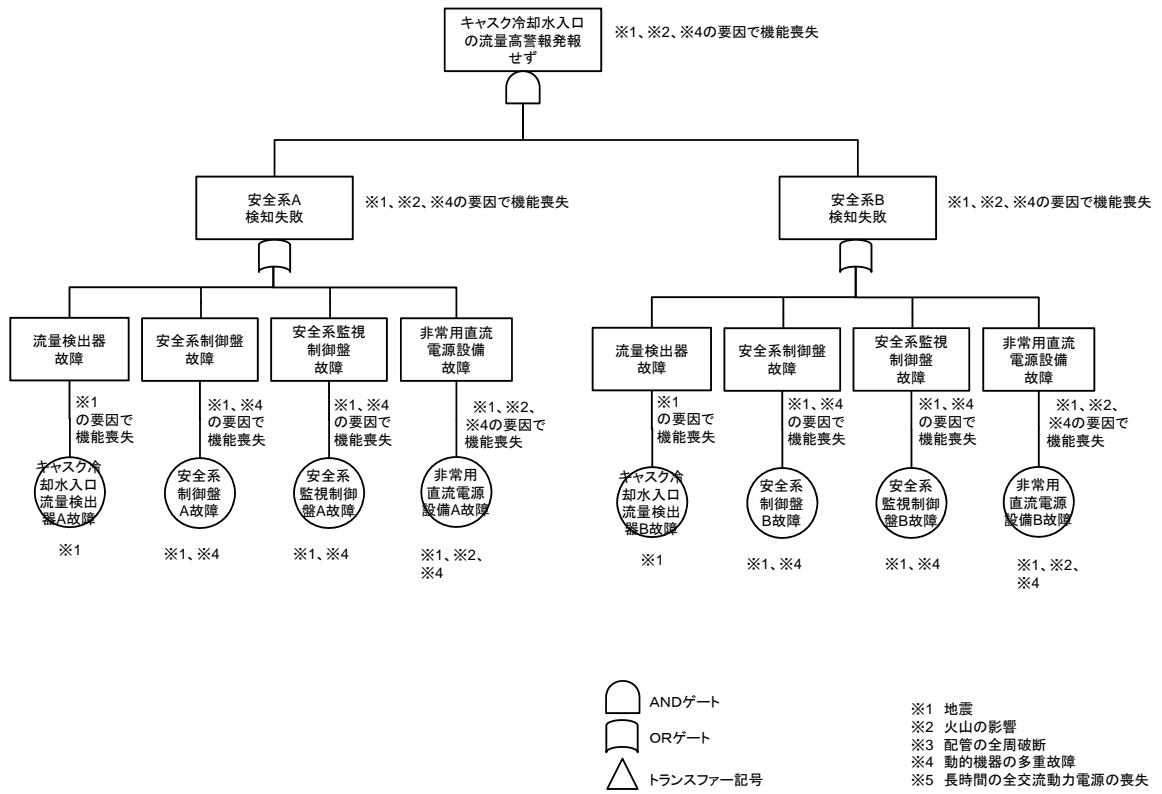 キャスク冷却水入口
の流量高警報発報
せず
※1、※2、※4の要因で機能喪失
安全系A
検知失敗
※1、※2、※4の要因で機能喪失
安全系B
検知失敗
※1、※2、※4の要因で機能喪失
流量検出器
故障
安全系制御盤
故障
安全系監視
制御盤
故障
非常用直流
電源設備
故障
流量検出器
故障
安全系制御盤
故障
安全系監視
制御盤
故障
非常用直流
電源設備
故障
※1
の要因で
機能喪失
※1、※4
の要因で
機能喪失
※1、※4
の要因で
機能喪失
※1、※2、
※4の要因で
機能喪失
※1
の要因で
機能喪失
※1、※4
の要因で
機能喪失
※1、※4
の要因で
機能喪失
※1、※2、
※4の要因で
機能喪失
キャスク冷
却水入口
流量検出
器A故障
安全系
制御盤
A故障
安全系
監視制御
盤A故障
非常用
直流電源
設備A故障
キャスク冷
却水入口
流量検出
器B故障
安全系
制御盤
B故障
安全系
監視制御
盤B故障
非常用
直流電源
設備B故障
※1
※1、※4
※1、※4
※1、※2、
※4
※1
※1、※4
※1、※4
※1、※2、
※4
ANDゲート
ORゲート
トランスファー記号
※1 地震
※2 火山の影響
※3 配管の全周破断
※4 動的機器の多重故障
※5 長時間の全交流動力電源の喪失